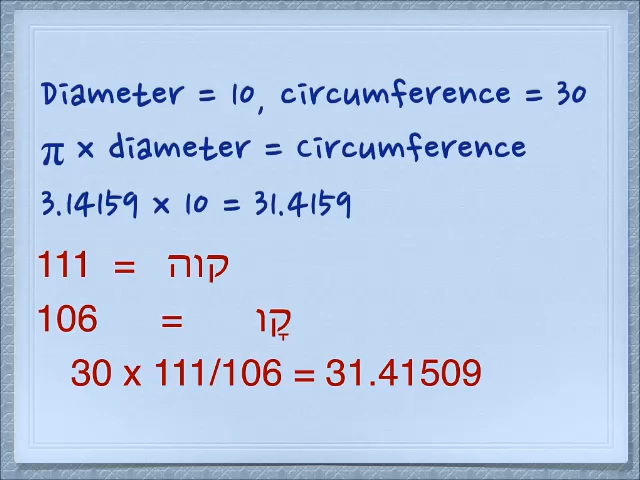 Diameter = 10, circumference = 30
π x diameter = circumference
3.14159 x 10 = 31.4159
111 = קוה
106 = קָו
30 x 111/106 = 31.41509